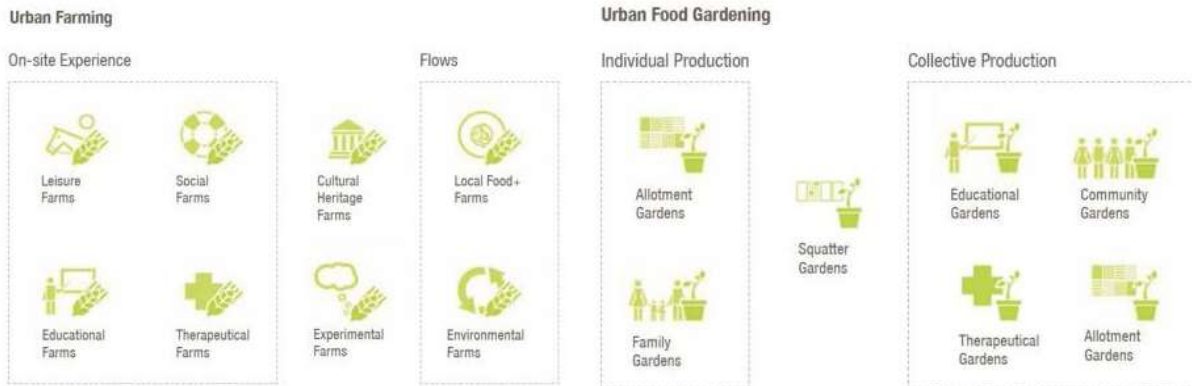 Urban Farming
Urban Food Gardening
On-site Experience
Flows
Individual Production
Collective Production
Leisure
Farms
Social
Farms
Cultural
Heritage
Farms
Local Food+
Farms
Allotment
Gardens
Squatter
Gardens
Educational
Gardens
Community
Gardens
Educational
Farms
Therapeutical
Farms
Experimental
Farms
Environmental
Farms
Family
Gardens
Therapeutical
Gardens
Allotment
Gardens